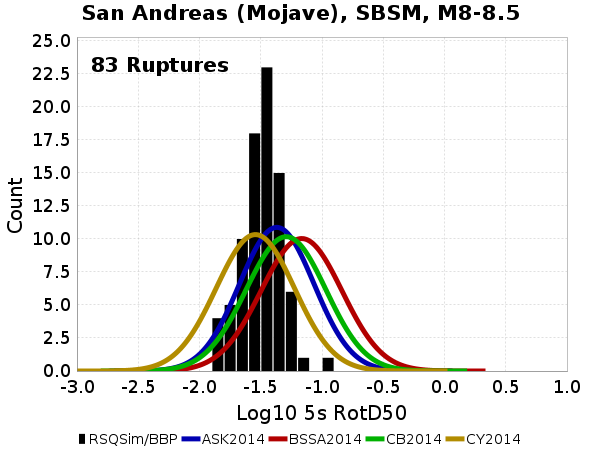 San Andreas (Mojave), SBSM, M8-8.5
83 Ruptures
Count
25.0
22.5
20.0
17.5
15.0
12.5
10.0
7.5
5.0
2.5
0.0
-3.0 -2.5 -2.0 -1.5 -1.0 -0.5 0.0 0.5 1.0
Log10 5s RotD50
RSQSim/BBP ASK2014 BSSA2014 CB2014 CY2014